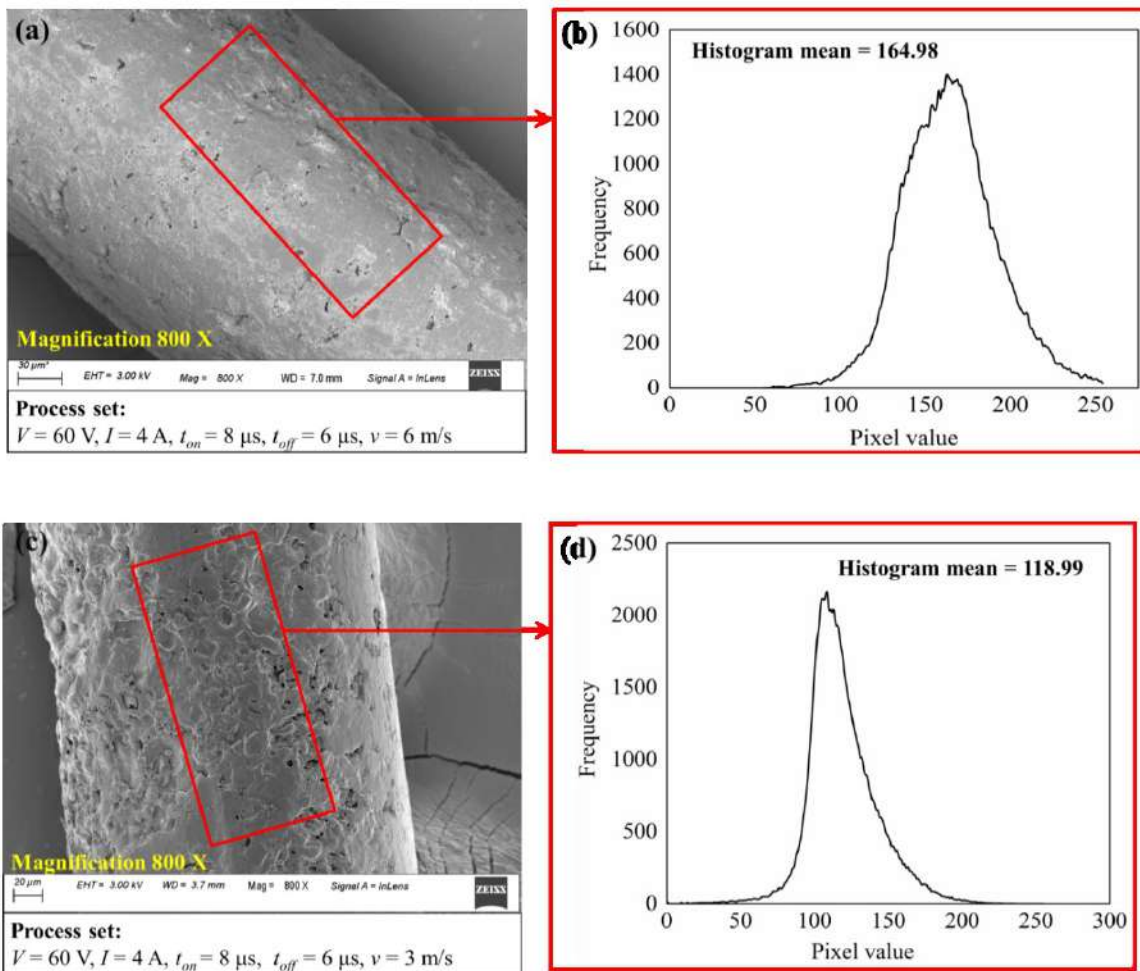 (a)
Magnification 800 X
30 µm*
EHT = 3.00 kV Mag = 800 X WD = 7.0 mm Signal A = InLens
ZEISS
Process set:
V = 60 V, I = 4 A, t_on = 8 µs, t_off = 6 µs, v = 6 m/s
(b)
Histogram mean = 164.98
1600
1400
1200
1000
800
600
400
200
0
Frequency
0 50 100 150 200 250
Pixel value
(c)
Magnification 800 X
20 µm
EHT = 3.00 kV WD = 3.7 mm Mag = 800 X Signal A = InLens
ZEISS
Process set:
V = 60 V, I = 4 A, t_on = 8 µs, t_off = 6 µs, v = 3 m/s
(d)
Histogram mean = 118.99
2500
2000
1500
1000
500
0
Frequency
0 50 100 150 200 250 300
Pixel value